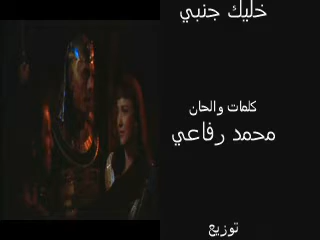 خليك جنبي
كلمات والحان
محمد رفاعي
توزيع